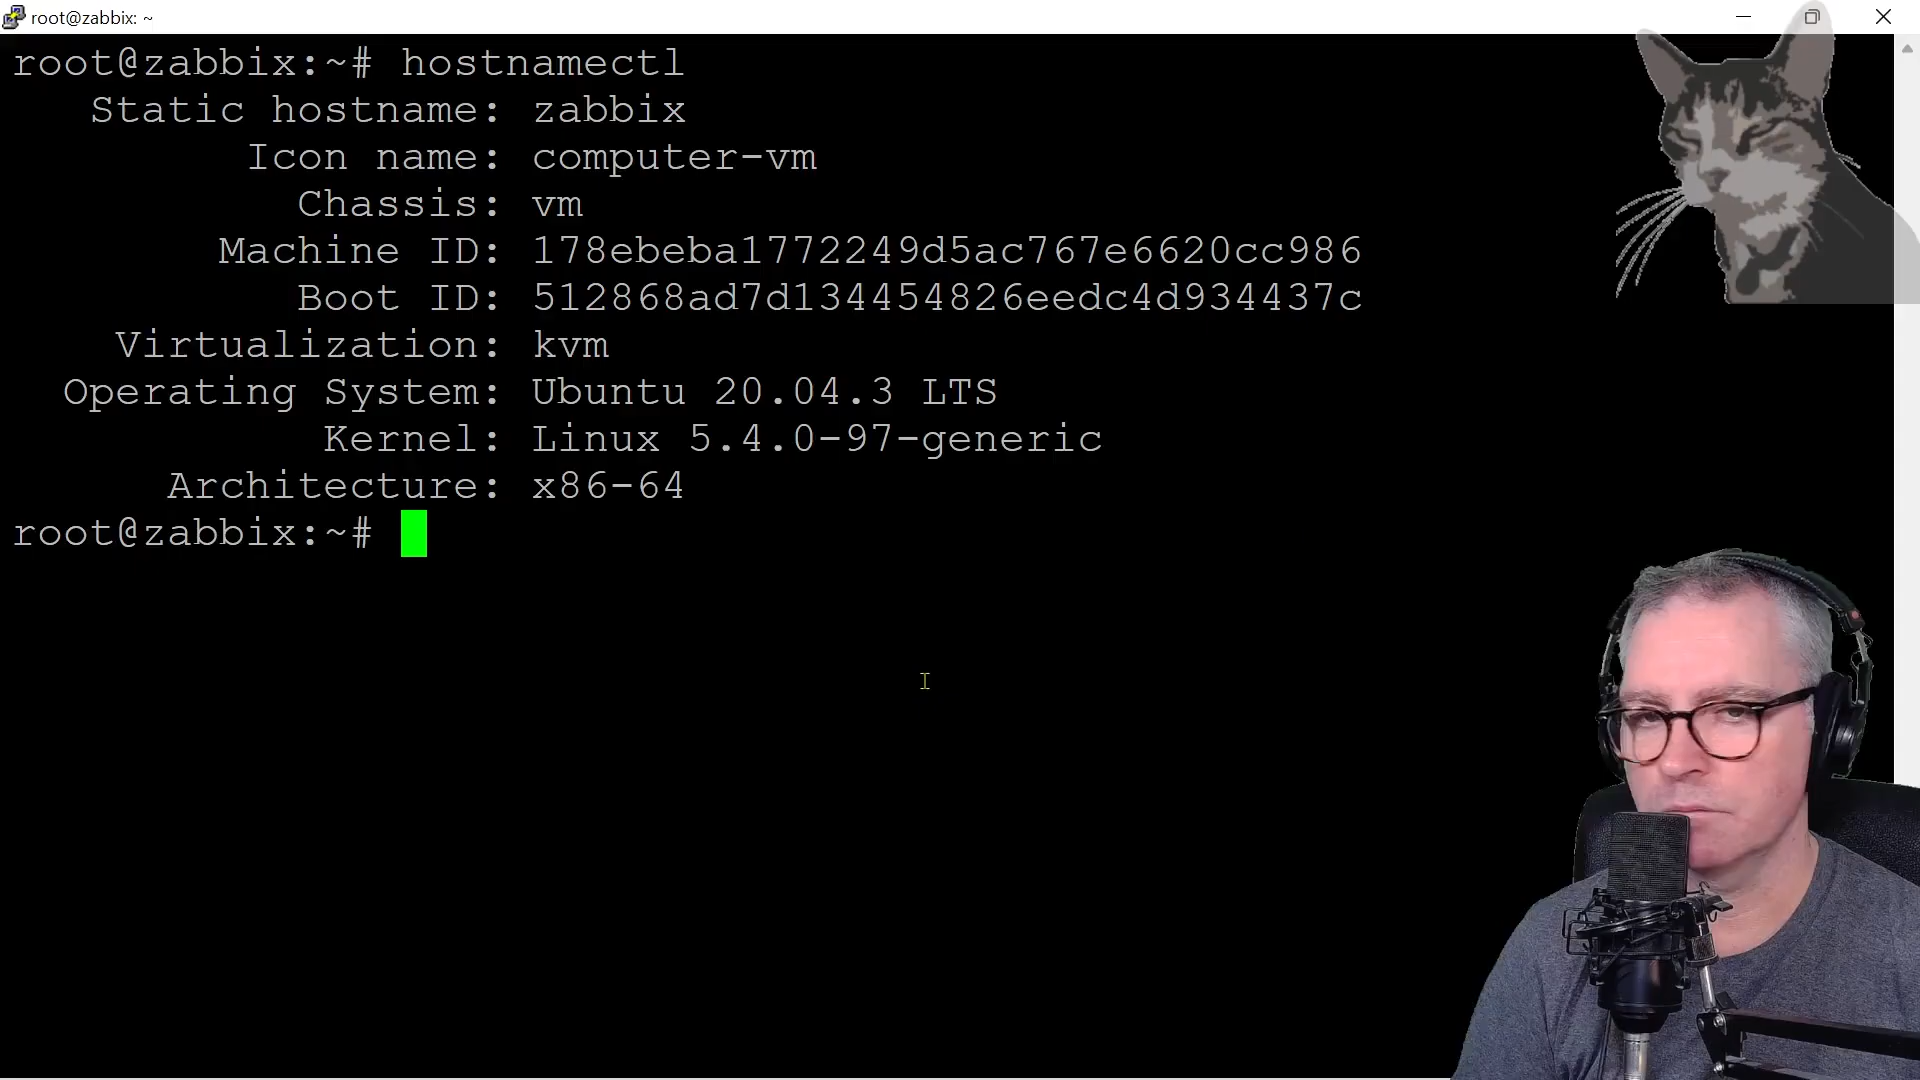 root@zabbix: ~
root@zabbix:~# hostnamectl
Static hostname: zabbix
Icon name: computer-vm
Chassis: vm
Machine ID: 178ebeba1772249d5ac767e6620cc986
Boot ID: 512868ad7d134454826eedc4d934437c
Virtualization: kvm
Operating System: Ubuntu 20.04.3 LTS
Kernel: Linux 5.4.0-97-generic
Architecture: x86-64
root@zabbix:~#